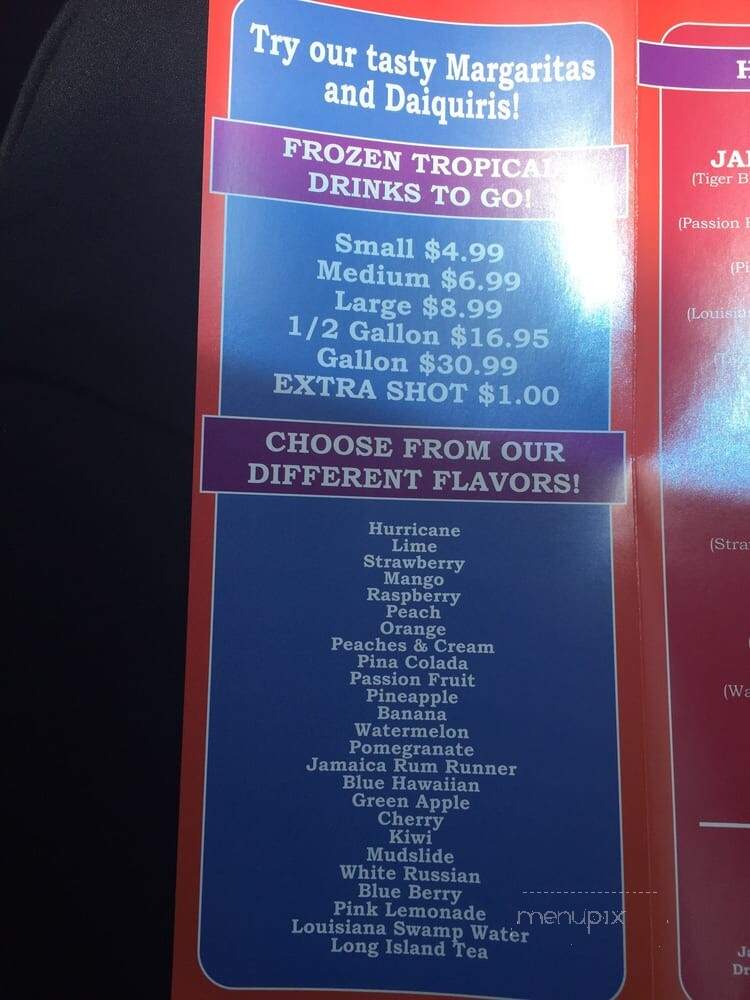 Try our tasty Margaritas
and Daiquiris!
FROZEN TROPICAL
DRINKS TO GO!
Small $4.99
Medium $6.99
Large $8.99
1/2 Gallon $16.95
Gallon $30.99
EXTRA SHOT $1.00
CHOOSE FROM OUR
DIFFERENT FLAVORS!
Hurricane
Lime
Strawberry
Mango
Raspberry
Peach
Orange
Peaches & Cream
Pina Colada
Passion Fruit
Pineapple
Banana
Watermelon
Pomegranate
Jamaica Rum Runner
Blue Hawaiian
Green Apple
Cherry
Kiwi
Mudslide
White Russian
Blue Berry
Pink Lemonade
Louisiana Swamp Water
Long Island Tea
menupix
(Tiger
(Passion